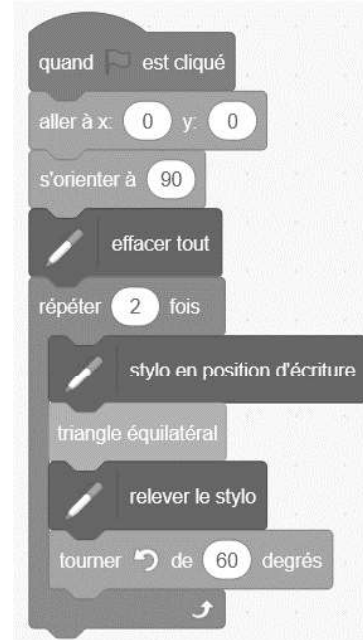 quand est cliqué
aller à x: 0 y: 0
s'orienter à 90
effacer tout
répéter 2 fois
stylo en position d'écriture
triangle équilatéral
relever le stylo
tourner de 60 degrés